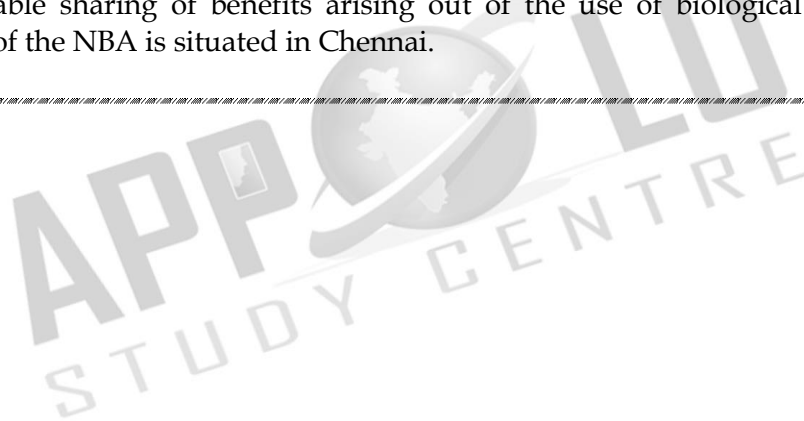 able sharing of benefits arising out of the use of biological
of the NBA is situated in Chennai.
APPOLO
STUDY CENTRE